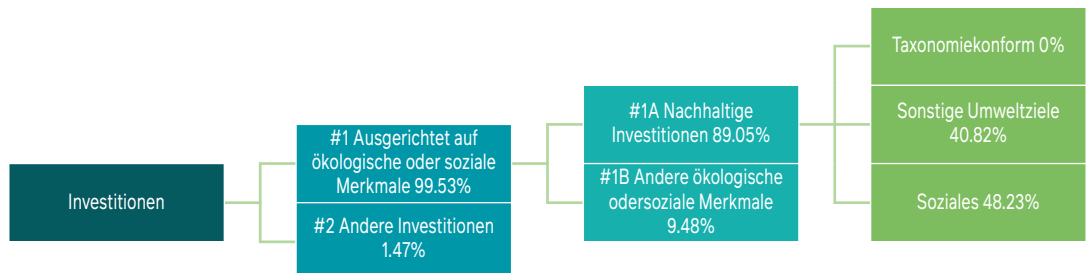 Investitionen
#1 Ausgerichtet auf
ökologische oder soziale
Merkmale 99.53%
#2 Andere Investitionen
1.47%
#1A Nachhaltige
Investitionen 89.05%
#1B Andere ökologische
odersoziale Merkmale
9.48%
Taxonomiekonform 0%
Sonstige Umweltziele
40.82%
Soziales 48.23%